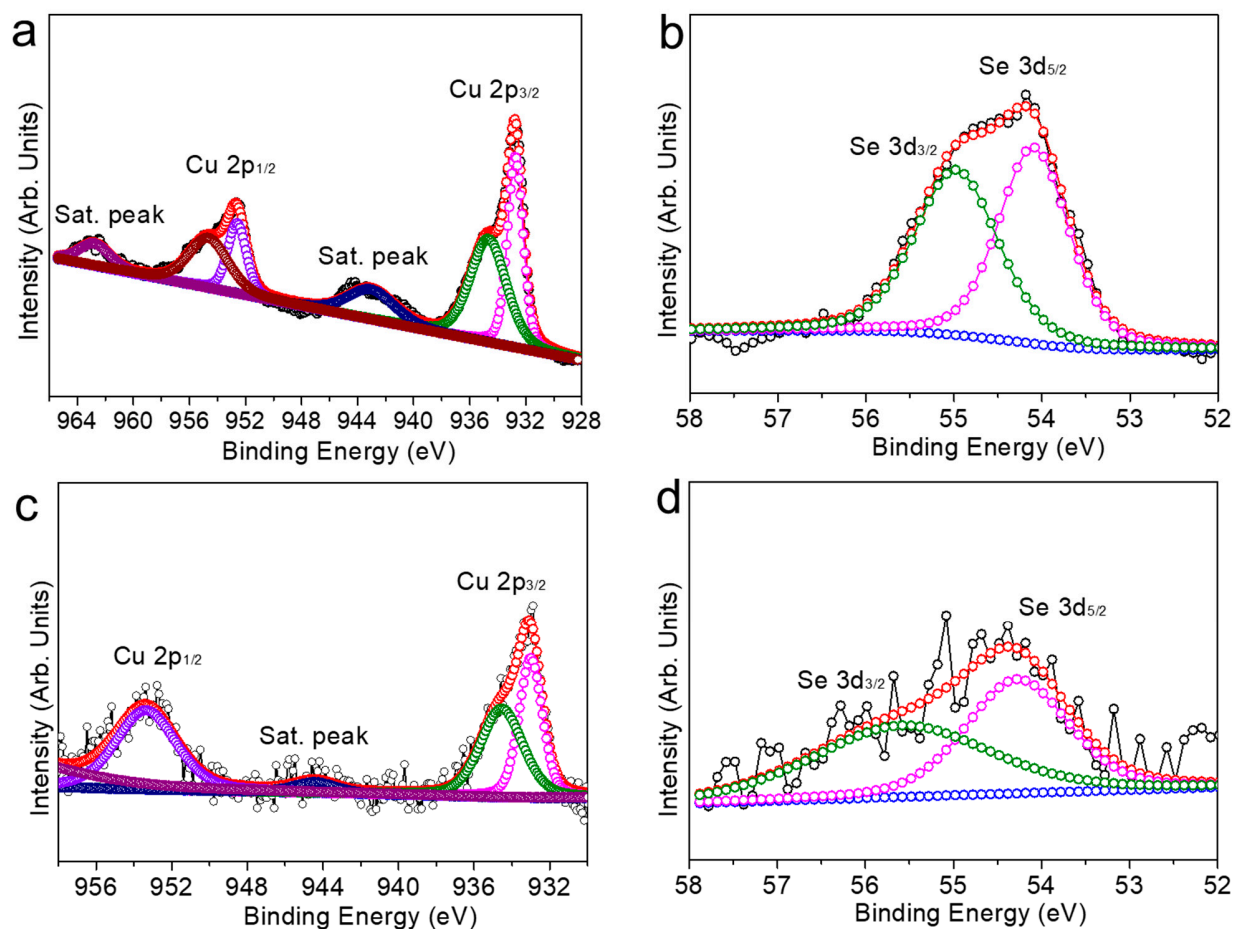 a
Cu 2p3/2
Cu 2p1/2
Sat. peak
Sat. peak
Intensity (Arb. Units)
964 960 956 952 948 944 940 936 932 928
Binding Energy (eV)
b
Se 3d5/2
Se 3d3/2
Intensity (Arb. Units)
58 57 56 55 54 53 52
Binding Energy (eV)
c
Cu 2p3/2
Cu 2p1/2
Sat. peak
Intensity (Arb. Units)
956 952 948 944 940 936 932
Binding Energy (eV)
d
Se 3d5/2
Se 3d3/2
Intensity (Arb. Units)
58 57 56 55 54 53 52
Binding Energy (eV)